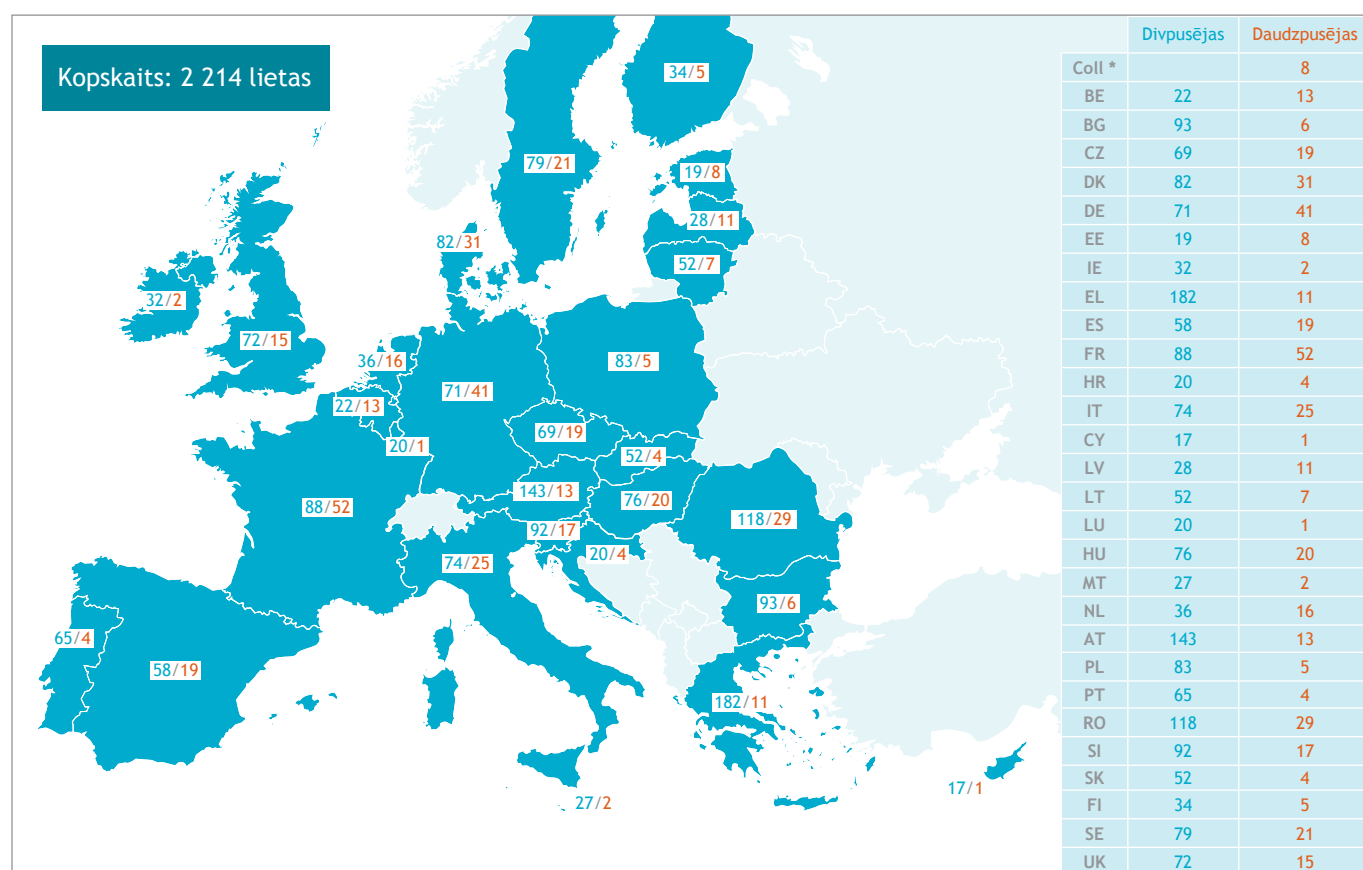 Kopskaits: 2 214 lietas
34/5
79/21
19/8
28/11
82/31
52/7
32/2
72/15
36/16
83/5
71/41
22/13
69/19
20/1
52/4
143/13
76/20
88/52
118/29
92/17
20/4
74/25
93/6
65/4
58/19
182/11
17/1
27/2
Divpusējas Daudzpusējas
Coll * 8
BE 22 13
BG 93 6
CZ 69 19
DK 82 31
DE 71 41
EE 19 8
IE 32 2
EL 182 11
ES 58 19
FR 88 52
HR 20 4
IT 74 25
CY 17 1
LV 28 11
LT 52 7
LU 20 1
HU 76 20
MT 27 2
NL 36 16
AT 143 13
PL 83 5
PT 65 4
RO 118 29
SI 92 17
SK 52 4
FI 34 5
SE 79 21
UK 72 15